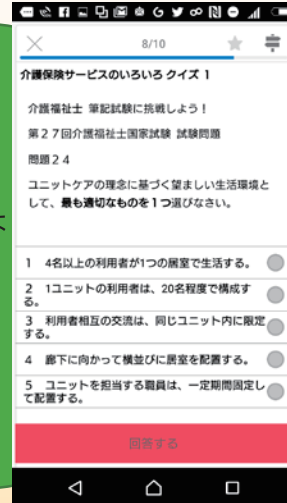 8/10
介護保険サービスのいろいろ クイズ 1
介護福祉士 筆記試験に挑戦しよう！
第27回介護福祉士国家試験 試験問題
問題24
ユニットケアの理念に基づく望ましい生活環境と
して、最も適切なものを1つ選びなさい。
1 4名以上の利用者が1つの居室で生活する。
2 1ユニットの利用者は、20名程度で構成す
る。
3 利用者相互の交流は、同じユニット内に限定
する。
4 廊下に向かって横並びに居室を配置する。
5 ユニットを担当する職員は、一定期間固定し
て配置する。
回答する